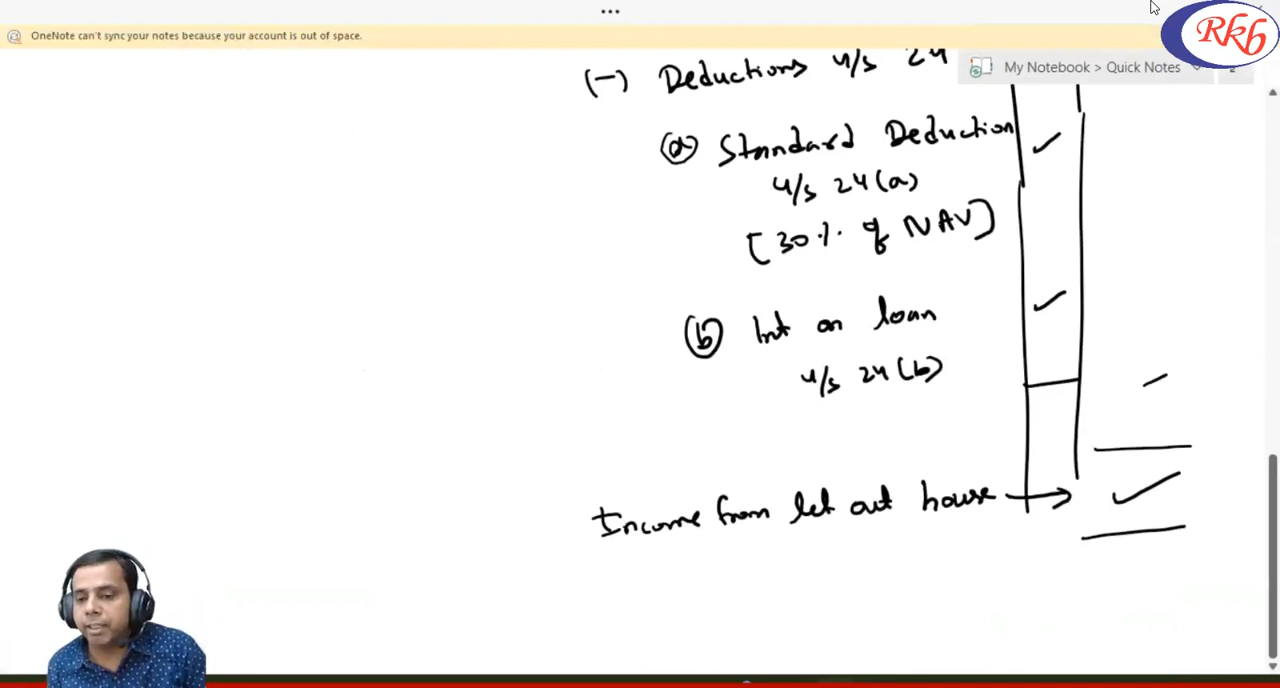 OneNote can't sync your notes because your account is out of space.
Rkb
My Notebook > Quick Notes
(-) Deductions u/s 24
(a) Standard Deduction
u/s 24(a)
[30% of NAV]
(b) Int on loan
u/s 24(b)
Income from let out house